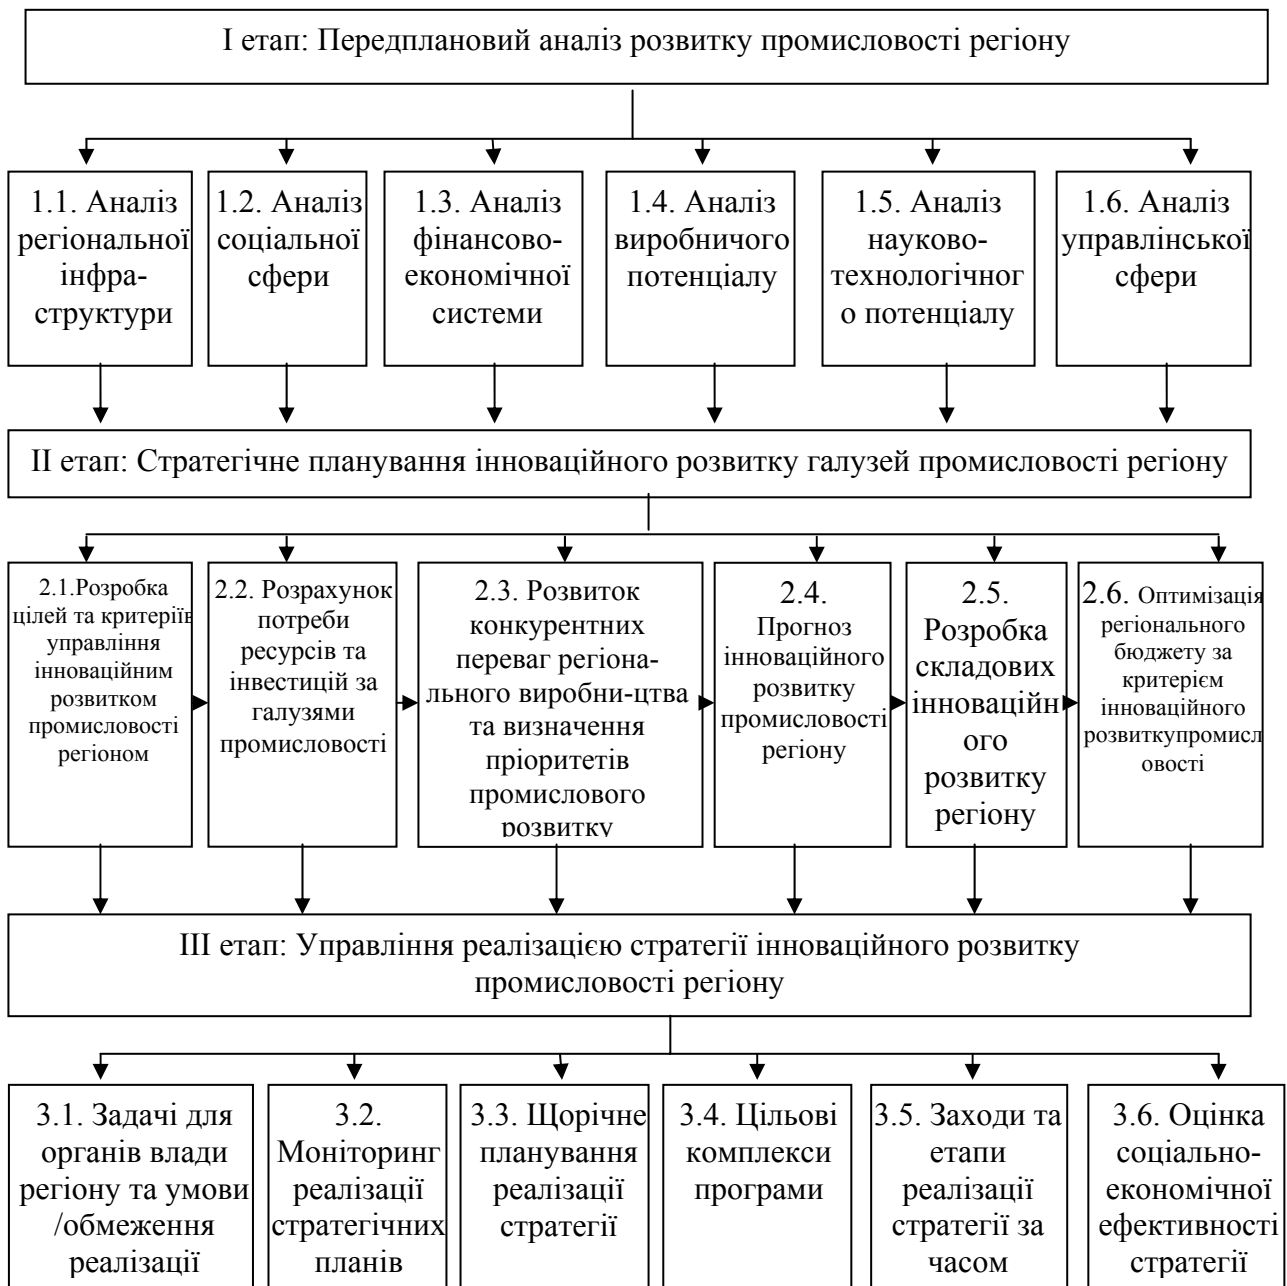 І етап: Передплановий аналіз розвитку промисловості регіону
1.1. Аналіз
регіональної
інфра-
структури
1.2. Аналіз
соціальної
сфери
1.3. Аналіз
фінансово-
економічної
системи
1.4. Аналіз
виробничого
потенціалу
1.5. Аналіз
науково-
технологічног
о потенціалу
1.6. Аналіз
управлінської
сфери
ІІ етап: Стратегічне планування інноваційного розвитку галузей промисловості регіону
2.1.Розробка
цілей та критеріїв
управління
інноваційним
розвитком
промисловості
регіоном
2.2. Розрахунок
потреби
ресурсів та
інвестицій за
галузями
промисловості
2.3. Розвиток
конкурентних
переваг регіона-
льного виробни-цтва
та визначення
пріоритетів
промислового
розвитку
2.4.
Прогноз
інноваційного
розвитку
промисловості
регіону
2.5.
Розробка
складових
інноваційн
ого
розвитку
регіону
2.6. Оптимізація
регіонального
бюджету за
критерієм
інноваційного
розвиткупромисл
овості
ІІІ етап: Управління реалізацією стратегії інноваційного розвитку
промисловості регіону
3.1. Задачі для
органів влади
регіону та умови
/обмеження
реалізації
3.2.
Моніторинг
реалізації
стратегічних
планів
3.3. Щорічне
планування
реалізації
стратегії
3.4. Цільові
комплекси
програми
3.5. Заходи та
етапи
реалізації
стратегії за
часом
3.6. Оцінка
соціально-
економічної
ефективності
стратегії